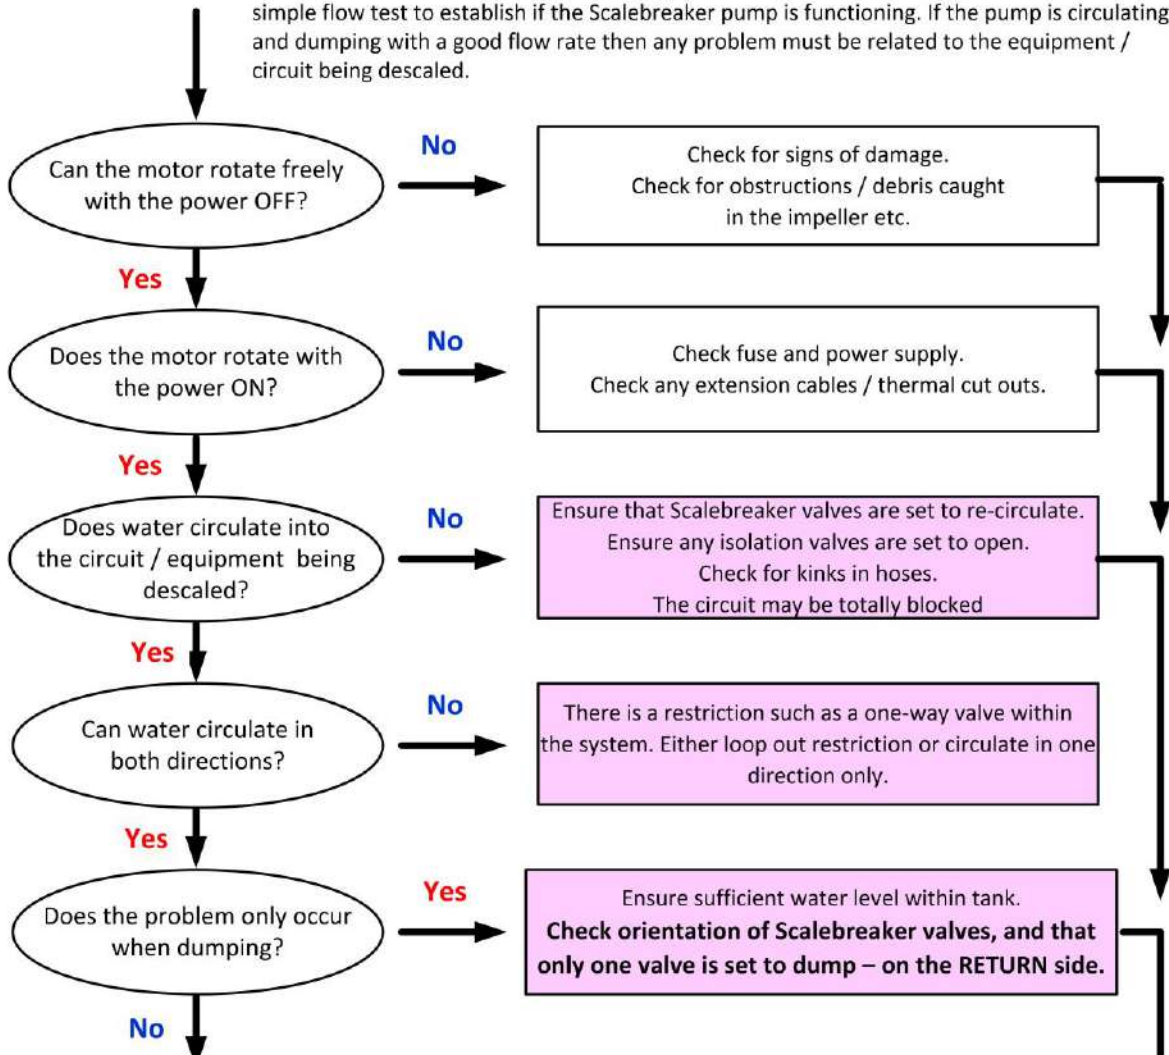 simple flow test to establish if the Scalebreaker pump is functioning. If the pump is circulating
and dumping with a good flow rate then any problem must be related to the equipment /
circuit being descaled.
Can the motor rotate freely
with the power OFF?
No
Check for signs of damage.
Check for obstructions / debris caught
in the impeller etc.
Yes
Does the motor rotate with
the power ON?
No
Check fuse and power supply.
Check any extension cables / thermal cut outs.
Yes
Does water circulate into
the circuit / equipment being
descaled?
No
Ensure that Scalebreaker valves are set to re-circulate.
Ensure any isolation valves are set to open.
Check for kinks in hoses.
The circuit may be totally blocked
Yes
Can water circulate in
both directions?
No
There is a restriction such as a one-way valve within
the system. Either loop out restriction or circulate in one
direction only.
Yes
Does the problem only occur
when dumping?
Yes
Ensure sufficient water level within tank.
Check orientation of Scalebreaker valves, and that
only one valve is set to dump – on the RETURN side.
No